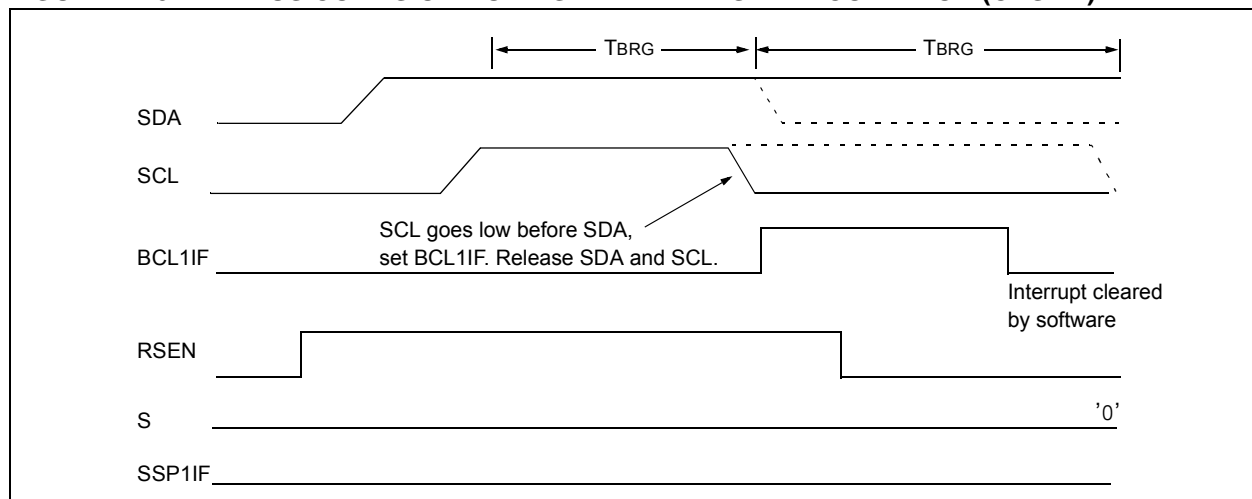 TBRG TBRG
SDA
SCL
SCL goes low before SDA,
set BCL1IF. Release SDA and SCL.
BCL1IF
Interrupt cleared
by software
RSEN
S '0'
SSP1IF